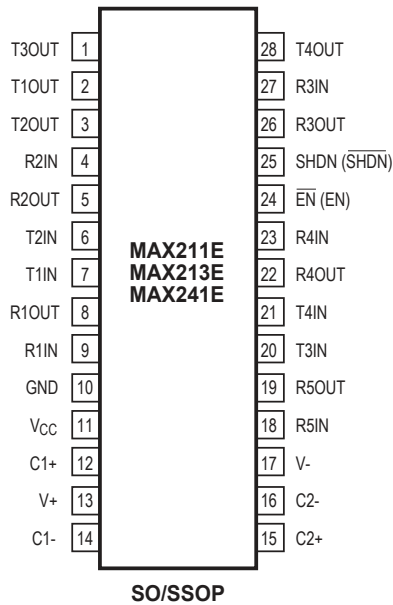 T3OUT 1 28 T4OUT
T1OUT 2 27 R3IN
T2OUT 3 26 R3OUT
R2IN 4 25 SHDN (S̅H̅D̅N̅)
R2OUT 5 24 E̅N̅ (EN)
T2IN 6 23 R4IN
MAX211E
T1IN 7 MAX213E 22 R4OUT
MAX241E
R1OUT 8 21 T4IN
R1IN 9 20 T3IN
GND 10 19 R5OUT
VCC 11 18 R5IN
C1+ 12 17 V-
V+ 13 16 C2-
C1- 14 15 C2+
SO/SSOP